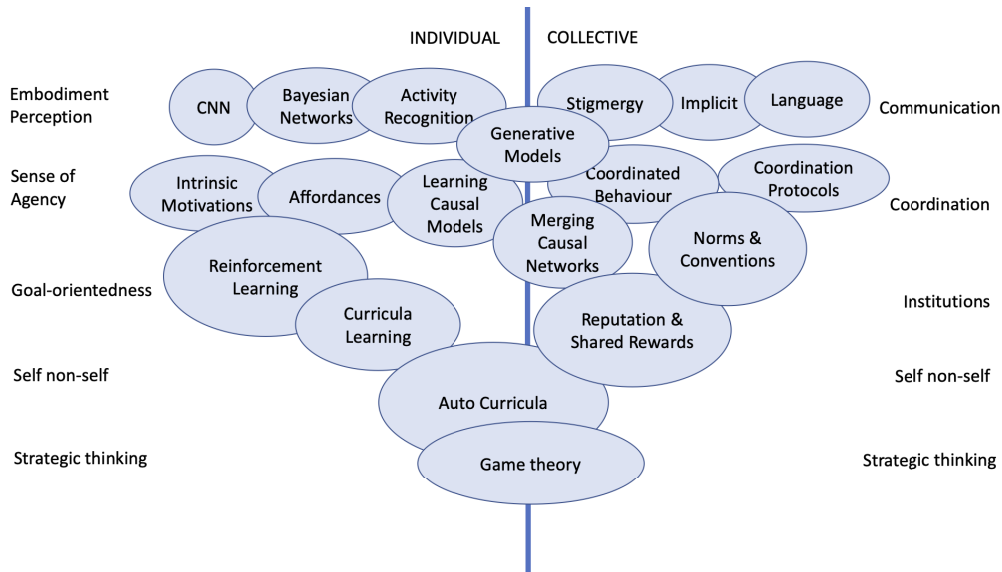 INDIVIDUAL
COLLECTIVE
Embodiment
Perception
CNN
Bayesian
Networks
Activity
Recognition
Generative
Models
Stigmergy
Implicit
Language
Communication
Sense of
Agency
Intrinsic
Motivations
Affordances
Learning
Causal
Models
Merging
Causal
Networks
Coordinated
Behaviour
Coordination
Protocols
Coordination
Norms &
Conventions
Goal-orientedness
Reinforcement
Learning
Curricula
Learning
Reputation &
Shared Rewards
Institutions
Self non-self
Auto Curricula
Self non-self
Strategic thinking
Game theory
Strategic thinking